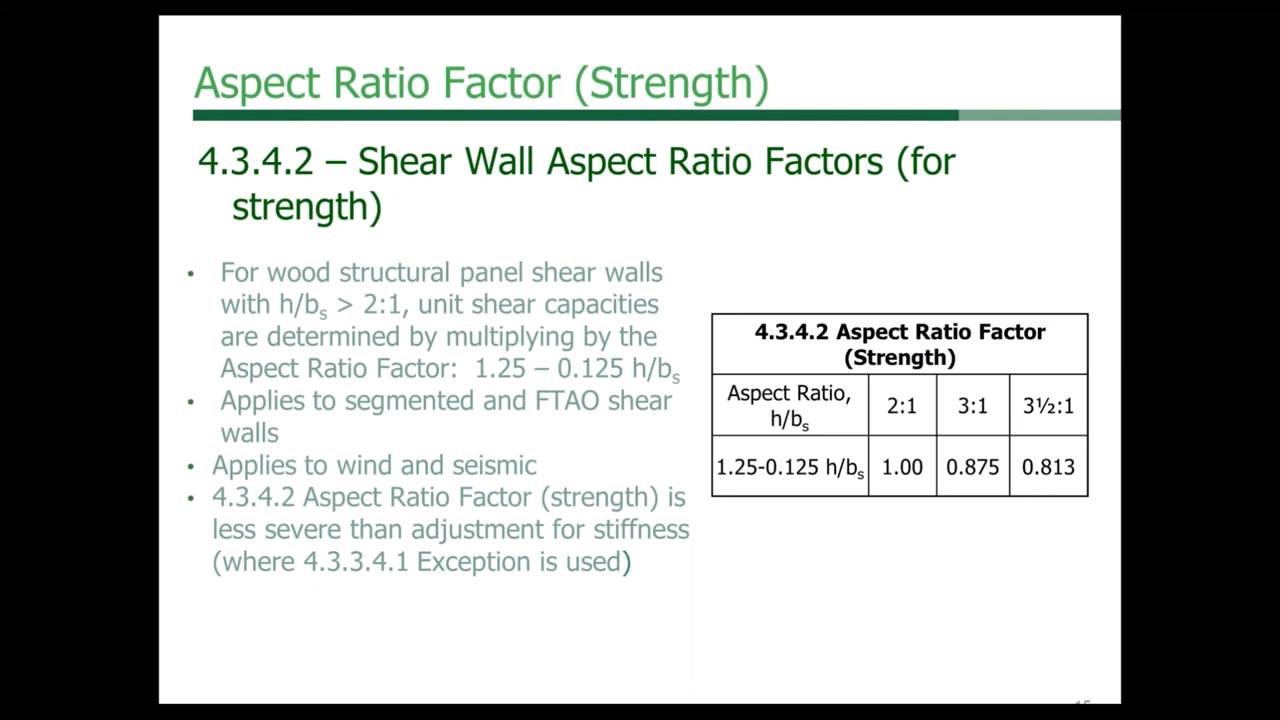 Aspect Ratio Factor (Strength)
4.3.4.2 – Shear Wall Aspect Ratio Factors (for
strength)
• For wood structural panel shear walls
with h/bs > 2:1, unit shear capacities
are determined by multiplying by the
Aspect Ratio Factor: 1.25 – 0.125 h/bs
• Applies to segmented and FTAO shear
walls
• Applies to wind and seismic
• 4.3.4.2 Aspect Ratio Factor (strength) is
less severe than adjustment for stiffness
(where 4.3.3.4.1 Exception is used)
4.3.4.2 Aspect Ratio Factor
(Strength)
Aspect Ratio,
h/bs
2:1
3:1
3½:1
1.25-0.125 h/bs
1.00
0.875
0.813